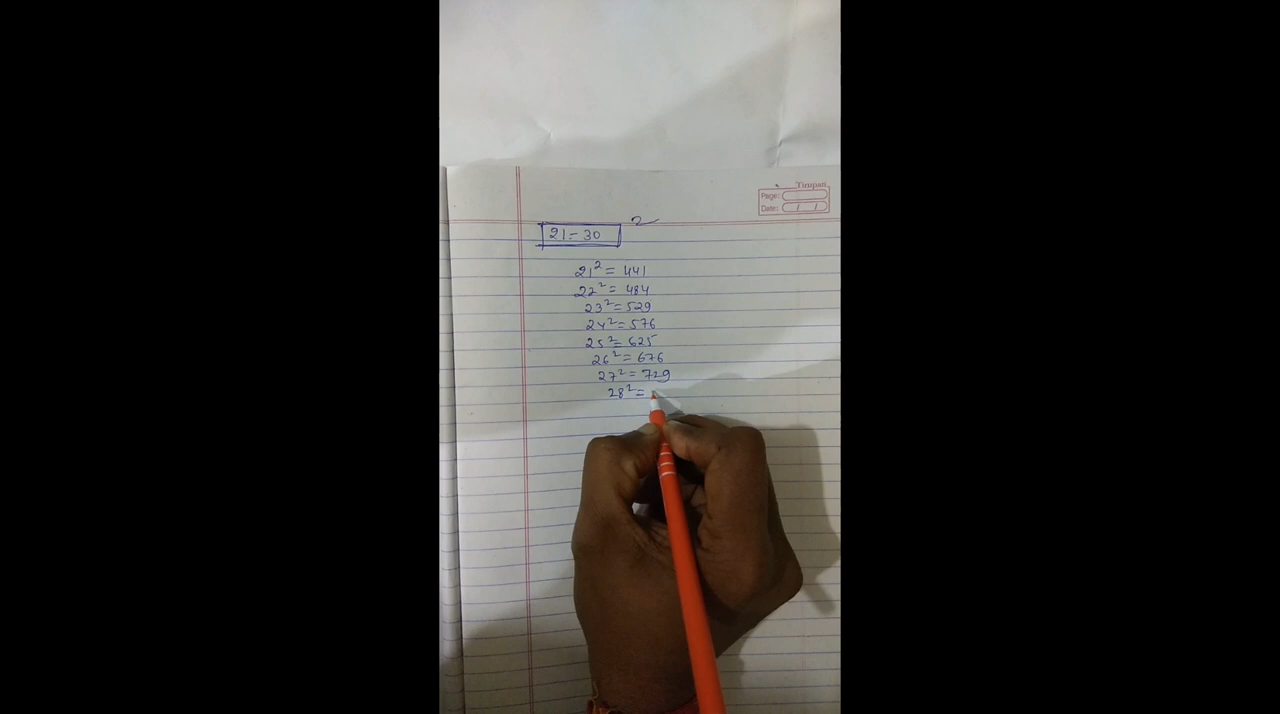 Tirupati
Page:
Date: / /
21 - 30
21² = 441
22² = 484
23² = 529
24² = 576
25² = 625
26² = 676
27² = 729
28² =